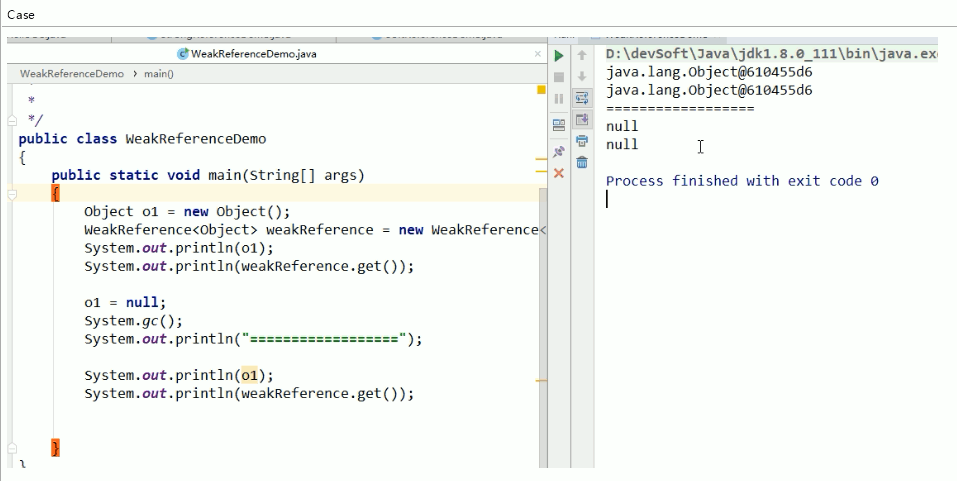 Case
WeakReferenceDemo.java
WeakReferenceDemo > main()
*
*
*/
public class WeakReferenceDemo
{
public static void main(String[] args)
{
Object o1 = new Object();
WeakReference<Object> weakReference = new WeakReference<
System.out.println(o1);
System.out.println(weakReference.get());
o1 = null;
System.gc();
System.out.println("==================");
System.out.println(o1);
System.out.println(weakReference.get());
}
}
D:\devSoft\Java\jdk1.8.0_111\bin\java.exe
java.lang.Object@610455d6
java.lang.Object@610455d6
==================
null
null
Process finished with exit code 0